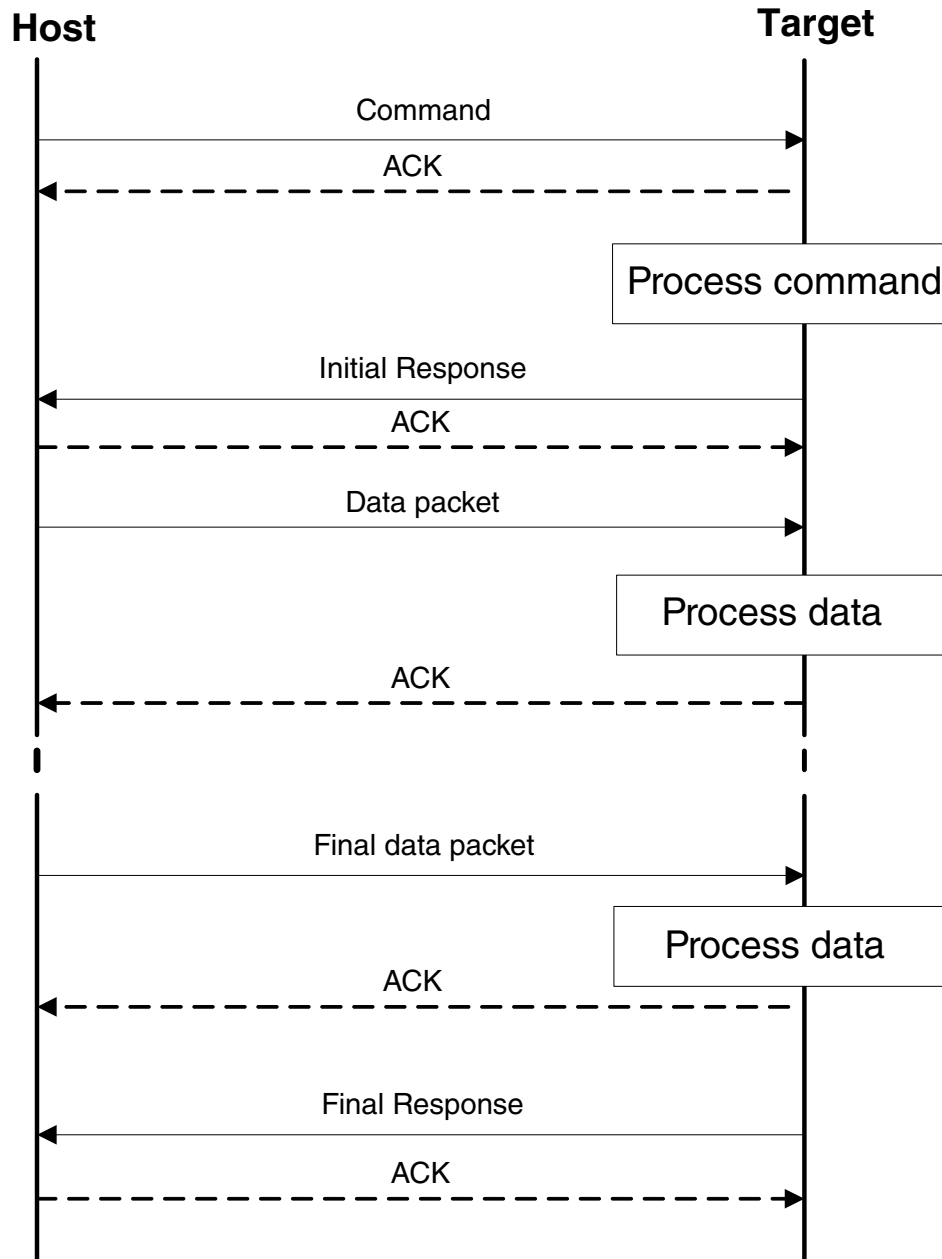 Host
Target
Command
ACK
Process command
Initial Response
ACK
Data packet
Process data
ACK
Final data packet
Process data
ACK
Final Response
ACK